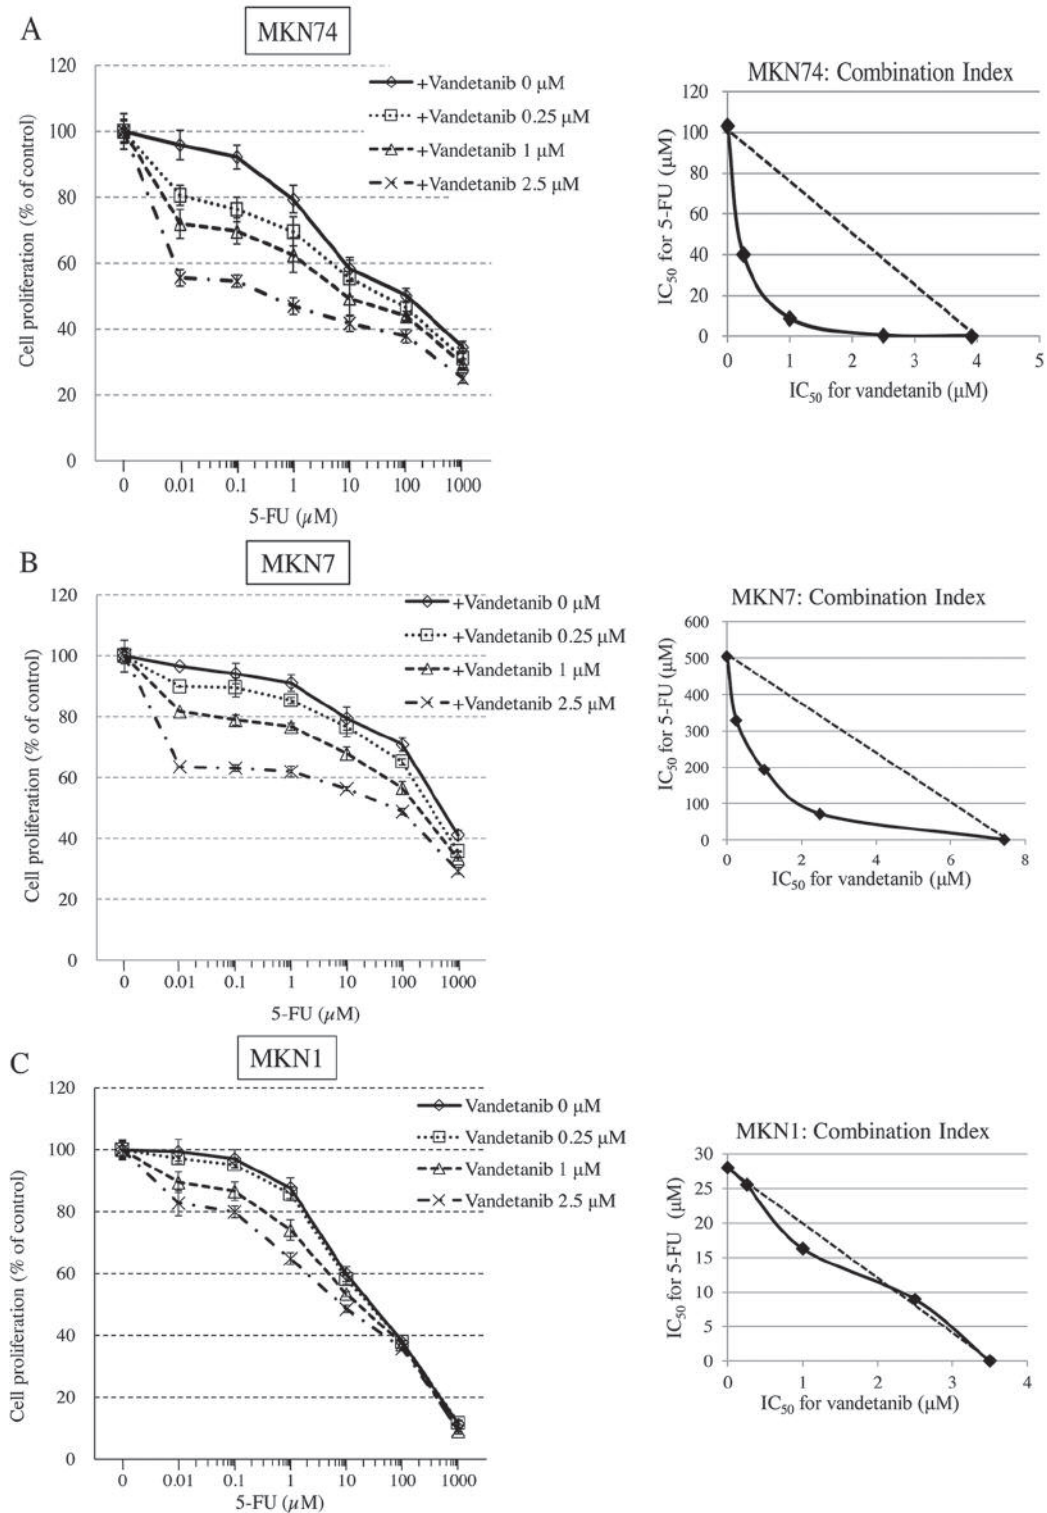 A
MKN74
120
100
80
60
40
20
0
Cell proliferation (% of control)
0 0.01 0.1 1 10 100 1000
5-FU (μM)
+Vandetanib 0 μM
+Vandetanib 0.25 μM
+Vandetanib 1 μM
+Vandetanib 2.5 μM
MKN74: Combination Index
120
100
80
60
40
20
0
IC50 for 5-FU (μM)
0 1 2 3 4 5
IC50 for vandetanib (μM)
B
MKN7
120
100
80
60
40
20
0
Cell proliferation (% of control)
0 0.01 0.1 1 10 100 1000
5-FU (μM)
+Vandetanib 0 μM
+Vandetanib 0.25 μM
+Vandetanib 1 μM
+Vandetanib 2.5 μM
MKN7: Combination Index
600
500
400
300
200
100
0
IC50 for 5-FU (μM)
0 2 4 6 8
IC50 for vandetanib (μM)
C
MKN1
120
100
80
60
40
20
0
Cell proliferation (% of control)
0 0.01 0.1 1 10 100 1000
5-FU (μM)
Vandetanib 0 μM
Vandetanib 0.25 μM
Vandetanib 1 μM
Vandetanib 2.5 μM
MKN1: Combination Index
30
25
20
15
10
5
0
IC50 for 5-FU (μM)
0 1 2 3 4
IC50 for vandetanib (μM)